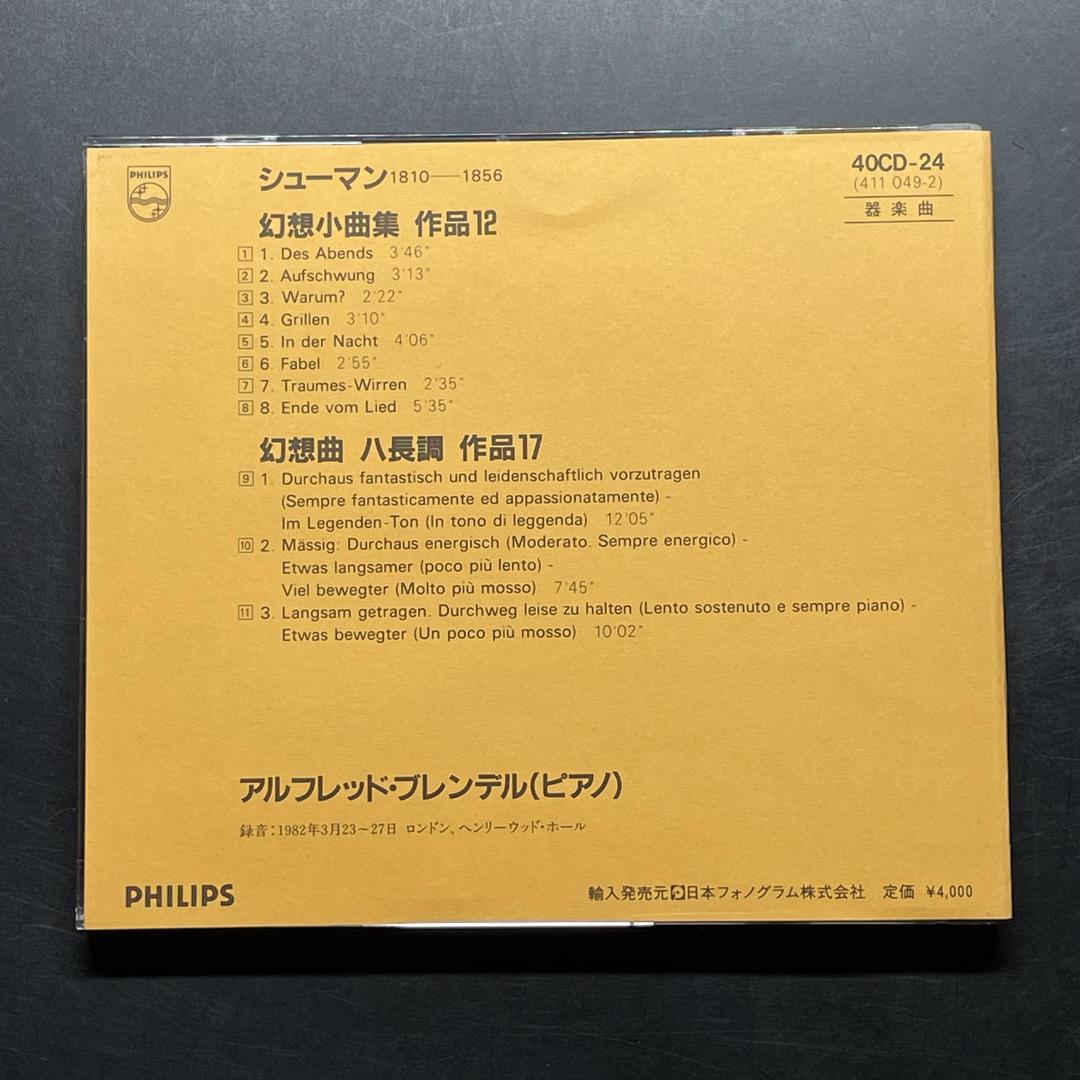 PHILIPS
シューマン1810—1856
40CD-24
(411 049-2)
器楽曲
幻想小曲集 作品12
1 1. Des Abends 3'46"
2 2. Aufschwung 3'13"
3 3. Warum? 2'22"
4 4. Grillen 3'10"
5 5. In der Nacht 4'06"
6 6. Fabel 2'55"
7 7. Traumes-Wirren 2'35"
8 8. Ende vom Lied 5'35"
幻想曲 ハ長調 作品17
9 1. Durchaus fantastisch und leidenschaftlich vorzutragen
(Sempre fantasticamente ed appassionatamente) -
Im Legenden-Ton (In tono di leggenda) 12'05"
10 2. Mässig: Durchaus energisch (Moderato. Sempre energico) -
Etwas langsamer (poco più lento) -
Viel bewegter (Molto più mosso) 7'45"
11 3. Langsam getragen. Durchweg leise zu halten (Lento sostenuto e sempre piano) -
Etwas bewegter (Un poco più mosso) 10'02"
アルフレッド・ブレンデル(ピアノ)
録音:1982年3月23〜27日 ロンドン、ヘンリーウッド・ホール
PHILIPS
輸入発売元 日本フォノグラム株式会社 定価 ¥4,000